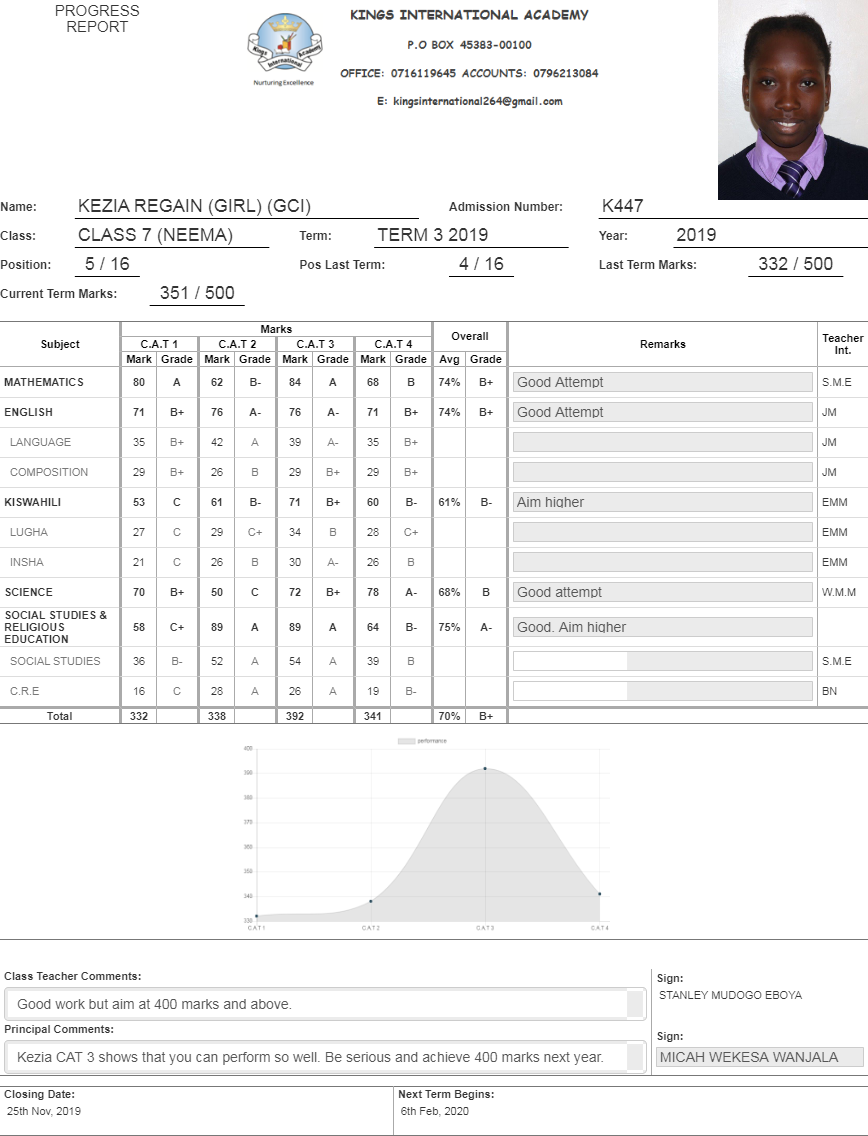 PROGRESS
REPORT
KINGS INTERNATIONAL ACADEMY
P.O BOX 45383-00100
OFFICE: 0716119645 ACCOUNTS: 0796213084
E: kingsinternational264@gmail.com
Kings Academy
International
Nurturing Excellence
Name: KEZIA REGAIN (GIRL) (GCI) Admission Number: K447
Class: CLASS 7 (NEEMA) Term: TERM 3 2019 Year: 2019
Position: 5 / 16 Pos Last Term: 4 / 16 Last Term Marks: 332 / 500
Current Term Marks: 351 / 500
Subject Marks Overall Remarks Teacher Int.
C.A.T 1 C.A.T 2 C.A.T 3 C.A.T 4
Mark Grade Mark Grade Mark Grade Mark Grade Avg Grade
MATHEMATICS 80 A 62 B- 84 A 68 B 74% B+ Good Attempt S.M.E
ENGLISH 71 B+ 76 A- 76 A- 71 B+ 74% B+ Good Attempt JM
LANGUAGE 35 B+ 42 A 39 A- 35 B+ JM
COMPOSITION 29 B+ 26 B 29 B+ 29 B+ JM
KISWAHILI 53 C 61 B- 71 B+ 60 B- 61% B- Aim higher EMM
LUGHA 27 C 29 C+ 34 B 28 C+ EMM
INSHA 21 C 26 B 30 A- 26 B EMM
SCIENCE 70 B+ 50 C 72 B+ 78 A- 68% B Good attempt W.M.M
SOCIAL STUDIES &
RELIGIOUS
EDUCATION 58 C+ 89 A 89 A 64 B- 75% A- Good. Aim higher
SOCIAL STUDIES 36 B- 52 A 54 A 39 B S.M.E
C.R.E 16 C 28 A 26 A 19 B- BN
Total 332 338 392 341 70% B+
performance
400
390
380
370
360
350
340
330
CAT1 CAT2 CAT3 CAT4
Class Teacher Comments:
Good work but aim at 400 marks and above.
Sign:
STANLEY MUDOGO EBOYA
Principal Comments:
Kezia CAT 3 shows that you can perform so well. Be serious and achieve 400 marks next year.
Sign:
MICAH WEKESA WANJALA
Closing Date: Next Term Begins:
25th Nov, 2019 6th Feb, 2020